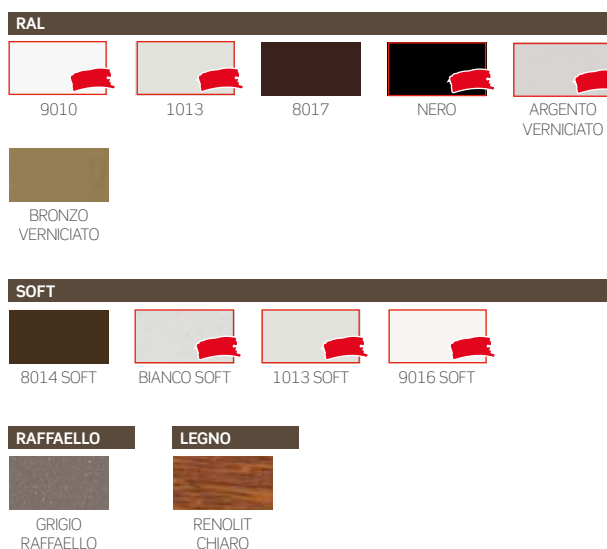 RAL
9010
1013
8017
NERO
ARGENTO
VERNICIATO
BRONZO
VERNICIATO
SOFT
8014 SOFT
BIANCO SOFT
1013 SOFT
9016 SOFT
RAFFAELLO
LEGNO
GRIGIO
RAFFAELLO
RENOLIT
CHIARO